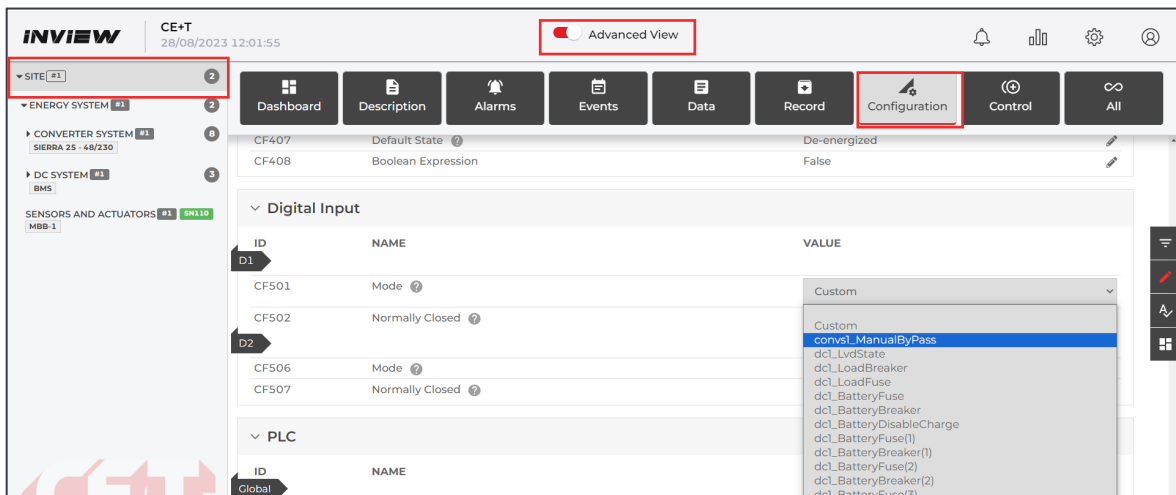 INVIEW
CE+T
28/08/2023 12:01:55
Advanced View
SITE #1 2
ENERGY SYSTEM #1 2
CONVERTER SYSTEM #1 8
SIERRA 25 - 48/230
DC SYSTEM #1 3
BMS
SENSORS AND ACTUATORS #1 SN110
MBB-1
Dashboard Description Alarms Events Data Record Configuration Control All
CF407 Default State ? De-energized
CF408 Boolean Expression False
Digital Input
ID NAME VALUE
D1
CF501 Mode ? Custom
CF502 Normally Closed ?
D2
CF506 Mode ?
CF507 Normally Closed ?
Custom
convs1_ManualByPass
dc1_LvdState
dc1_LoadBreaker
dc1_LoadFuse
dc1_BatteryFuse
dc1_BatteryBreaker
dc1_BatteryDisableCharge
dc1_BatteryFuse(1)
dc1_BatteryBreaker(1)
dc1_BatteryFuse(2)
dc1_BatteryBreaker(2)
dc1_BatteryFuse(3)
PLC
ID NAME
Global
CE+T